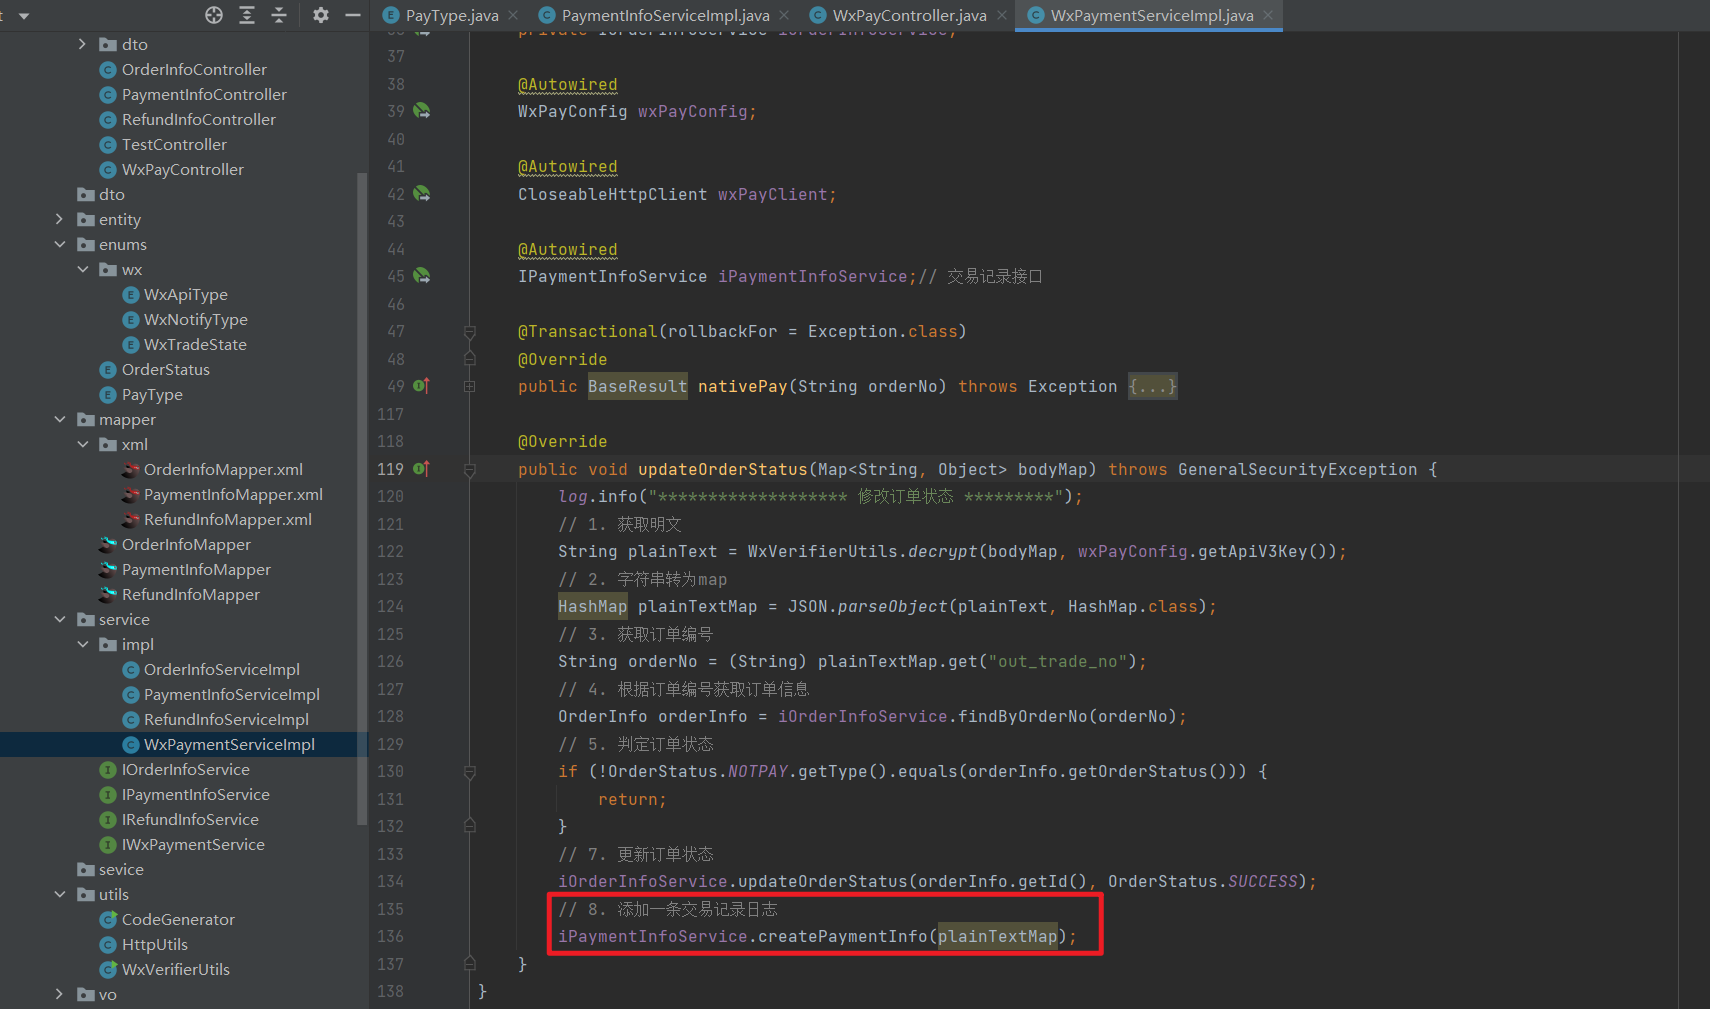 PayType.java
PaymentInfoServiceImpl.java
WxPayController.java
WxPaymentServiceImpl.java
dto
OrderInfoController
PaymentInfoController
RefundInfoController
TestController
WxPayController
dto
entity
enums
wx
WxApiType
WxNotifyType
WxTradeState
OrderStatus
PayType
mapper
xml
OrderInfoMapper.xml
PaymentInfoMapper.xml
RefundInfoMapper.xml
OrderInfoMapper
PaymentInfoMapper
RefundInfoMapper
service
impl
OrderInfoServiceImpl
PaymentInfoServiceImpl
RefundInfoServiceImpl
WxPaymentServiceImpl
IOrderInfoService
IPaymentInfoService
IRefundInfoService
IWxPaymentService
sevice
utils
CodeGenerator
HttpUtils
WxVerifierUtils
vo
36 private IOrderInfoService iOrderInfoService;
37
38 @Autowired
39 WxPayConfig wxPayConfig;
40
41 @Autowired
42 CloseableHttpClient wxPayClient;
43
44 @Autowired
45 IPaymentInfoService iPaymentInfoService;// 交易记录接口
46
47 @Transactional(rollbackFor = Exception.class)
48 @Override
49 public BaseResult nativePay(String orderNo) throws Exception {...}
117
118 @Override
119 public void updateOrderStatus(Map<String, Object> bodyMap) throws GeneralSecurityException {
120 log.info("******************* 修改订单状态 *********");
121 // 1. 获取明文
122 String plainText = WxVerifierUtils.decrypt(bodyMap, wxPayConfig.getApiV3Key());
123 // 2. 字符串转为map
124 HashMap plainTextMap = JSON.parseObject(plainText, HashMap.class);
125 // 3. 获取订单编号
126 String orderNo = (String) plainTextMap.get("out_trade_no");
127 // 4. 根据订单编号获取订单信息
128 OrderInfo orderInfo = iOrderInfoService.findByOrderNo(orderNo);
129 // 5. 判定订单状态
130 if (!OrderStatus.NOTPAY.getType().equals(orderInfo.getOrderStatus())) {
131 return;
132 }
133 // 7. 更新订单状态
134 iOrderInfoService.updateOrderStatus(orderInfo.getId(), OrderStatus.SUCCESS);
135 // 8. 添加一条交易记录日志
136 iPaymentInfoService.createPaymentInfo(plainTextMap);
137 }
138 }